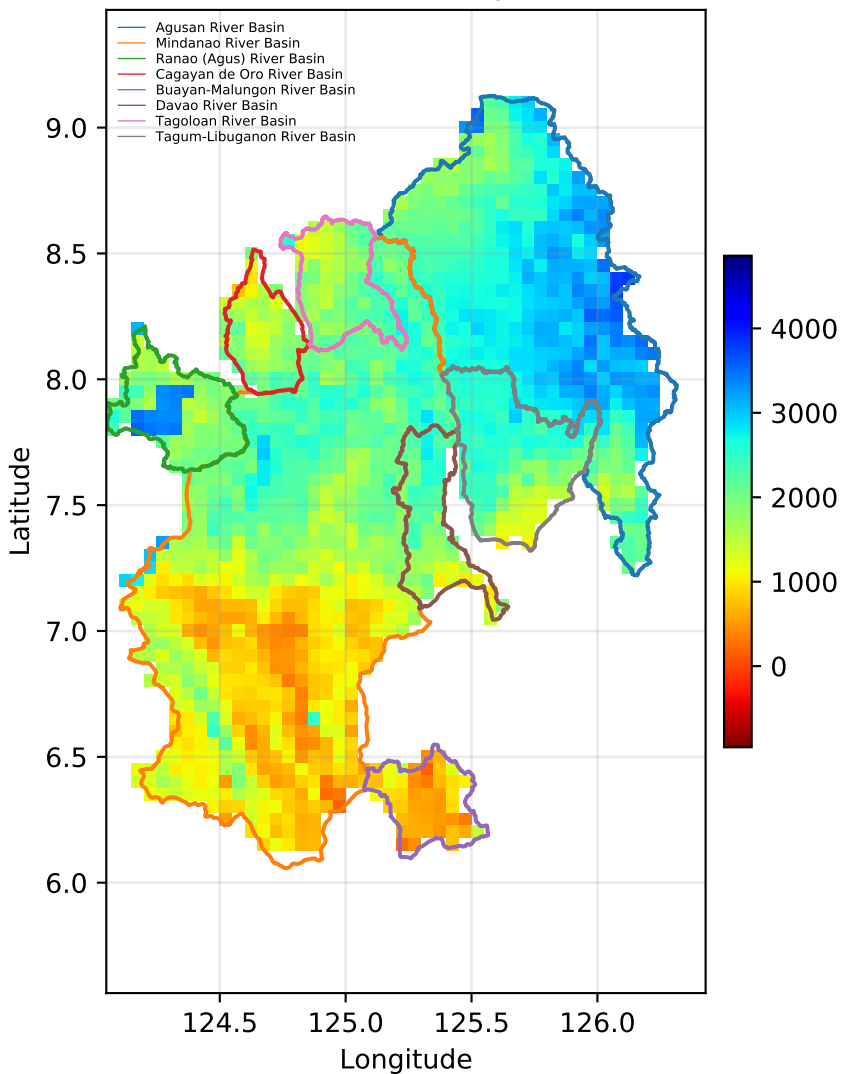 Agusan River Basin
Mindanao River Basin
Ranao (Agus) River Basin
Cagayan de Oro River Basin
Buayan-Malungon River Basin
Davao River Basin
Tagoloan River Basin
Tagum-Libuganon River Basin
9.0
8.5
8.0
7.5
7.0
6.5
6.0
Latitude
124.5 125.0 125.5 126.0
Longitude
4000
3000
2000
1000
0